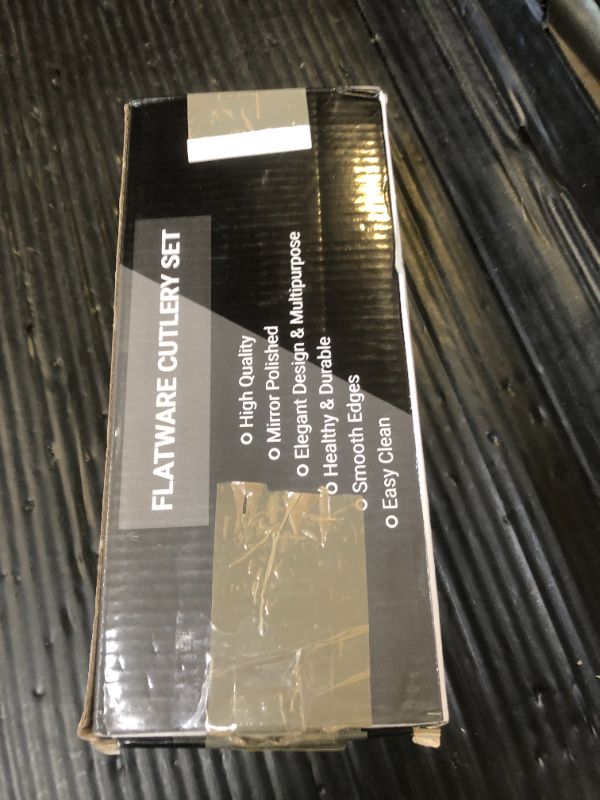 FLATWARE CUTLERY SET
High Quality
Mirror Polished
Elegant Design & Multipurpose
Healthy & Durable
Smooth Edges
Easy Clean